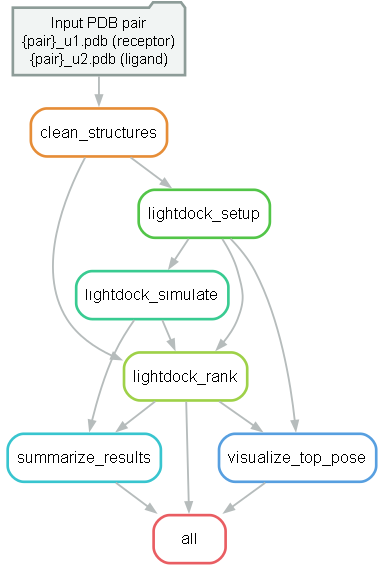 Input PDB pair
{pair}_u1.pdb (receptor)
{pair}_u2.pdb (ligand)
clean_structures
lightdock_setup
lightdock_simulate
lightdock_rank
summarize_results
visualize_top_pose
all